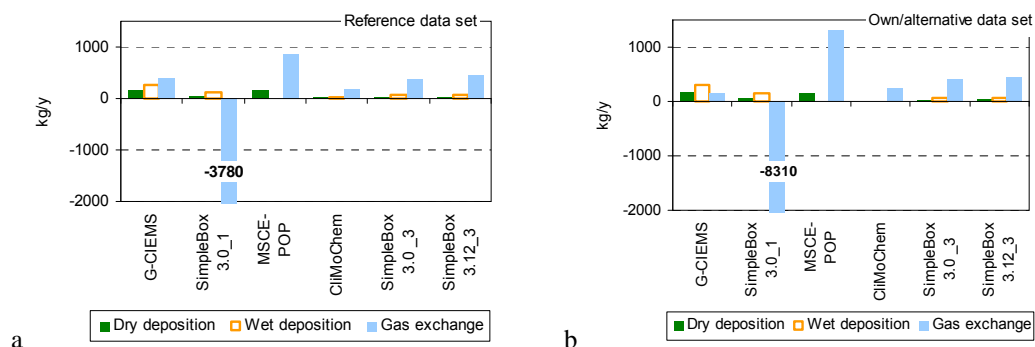 Reference data set
1000
0
-1000
-2000
kg/y
-3780
G-CIEMS
SimpleBox 3.0_1
MSCE-POP
CliMoChem
SimpleBox 3.0_3
SimpleBox 3.12_3
Dry deposition Wet deposition Gas exchange
a
Own/alternative data set
1000
0
-1000
-2000
kg/y
-8310
G-CIEMS
SimpleBox 3.0_1
MSCE-POP
CliMoChem
SimpleBox 3.0_3
SimpleBox 3.12_3
Dry deposition Wet deposition Gas exchange
b